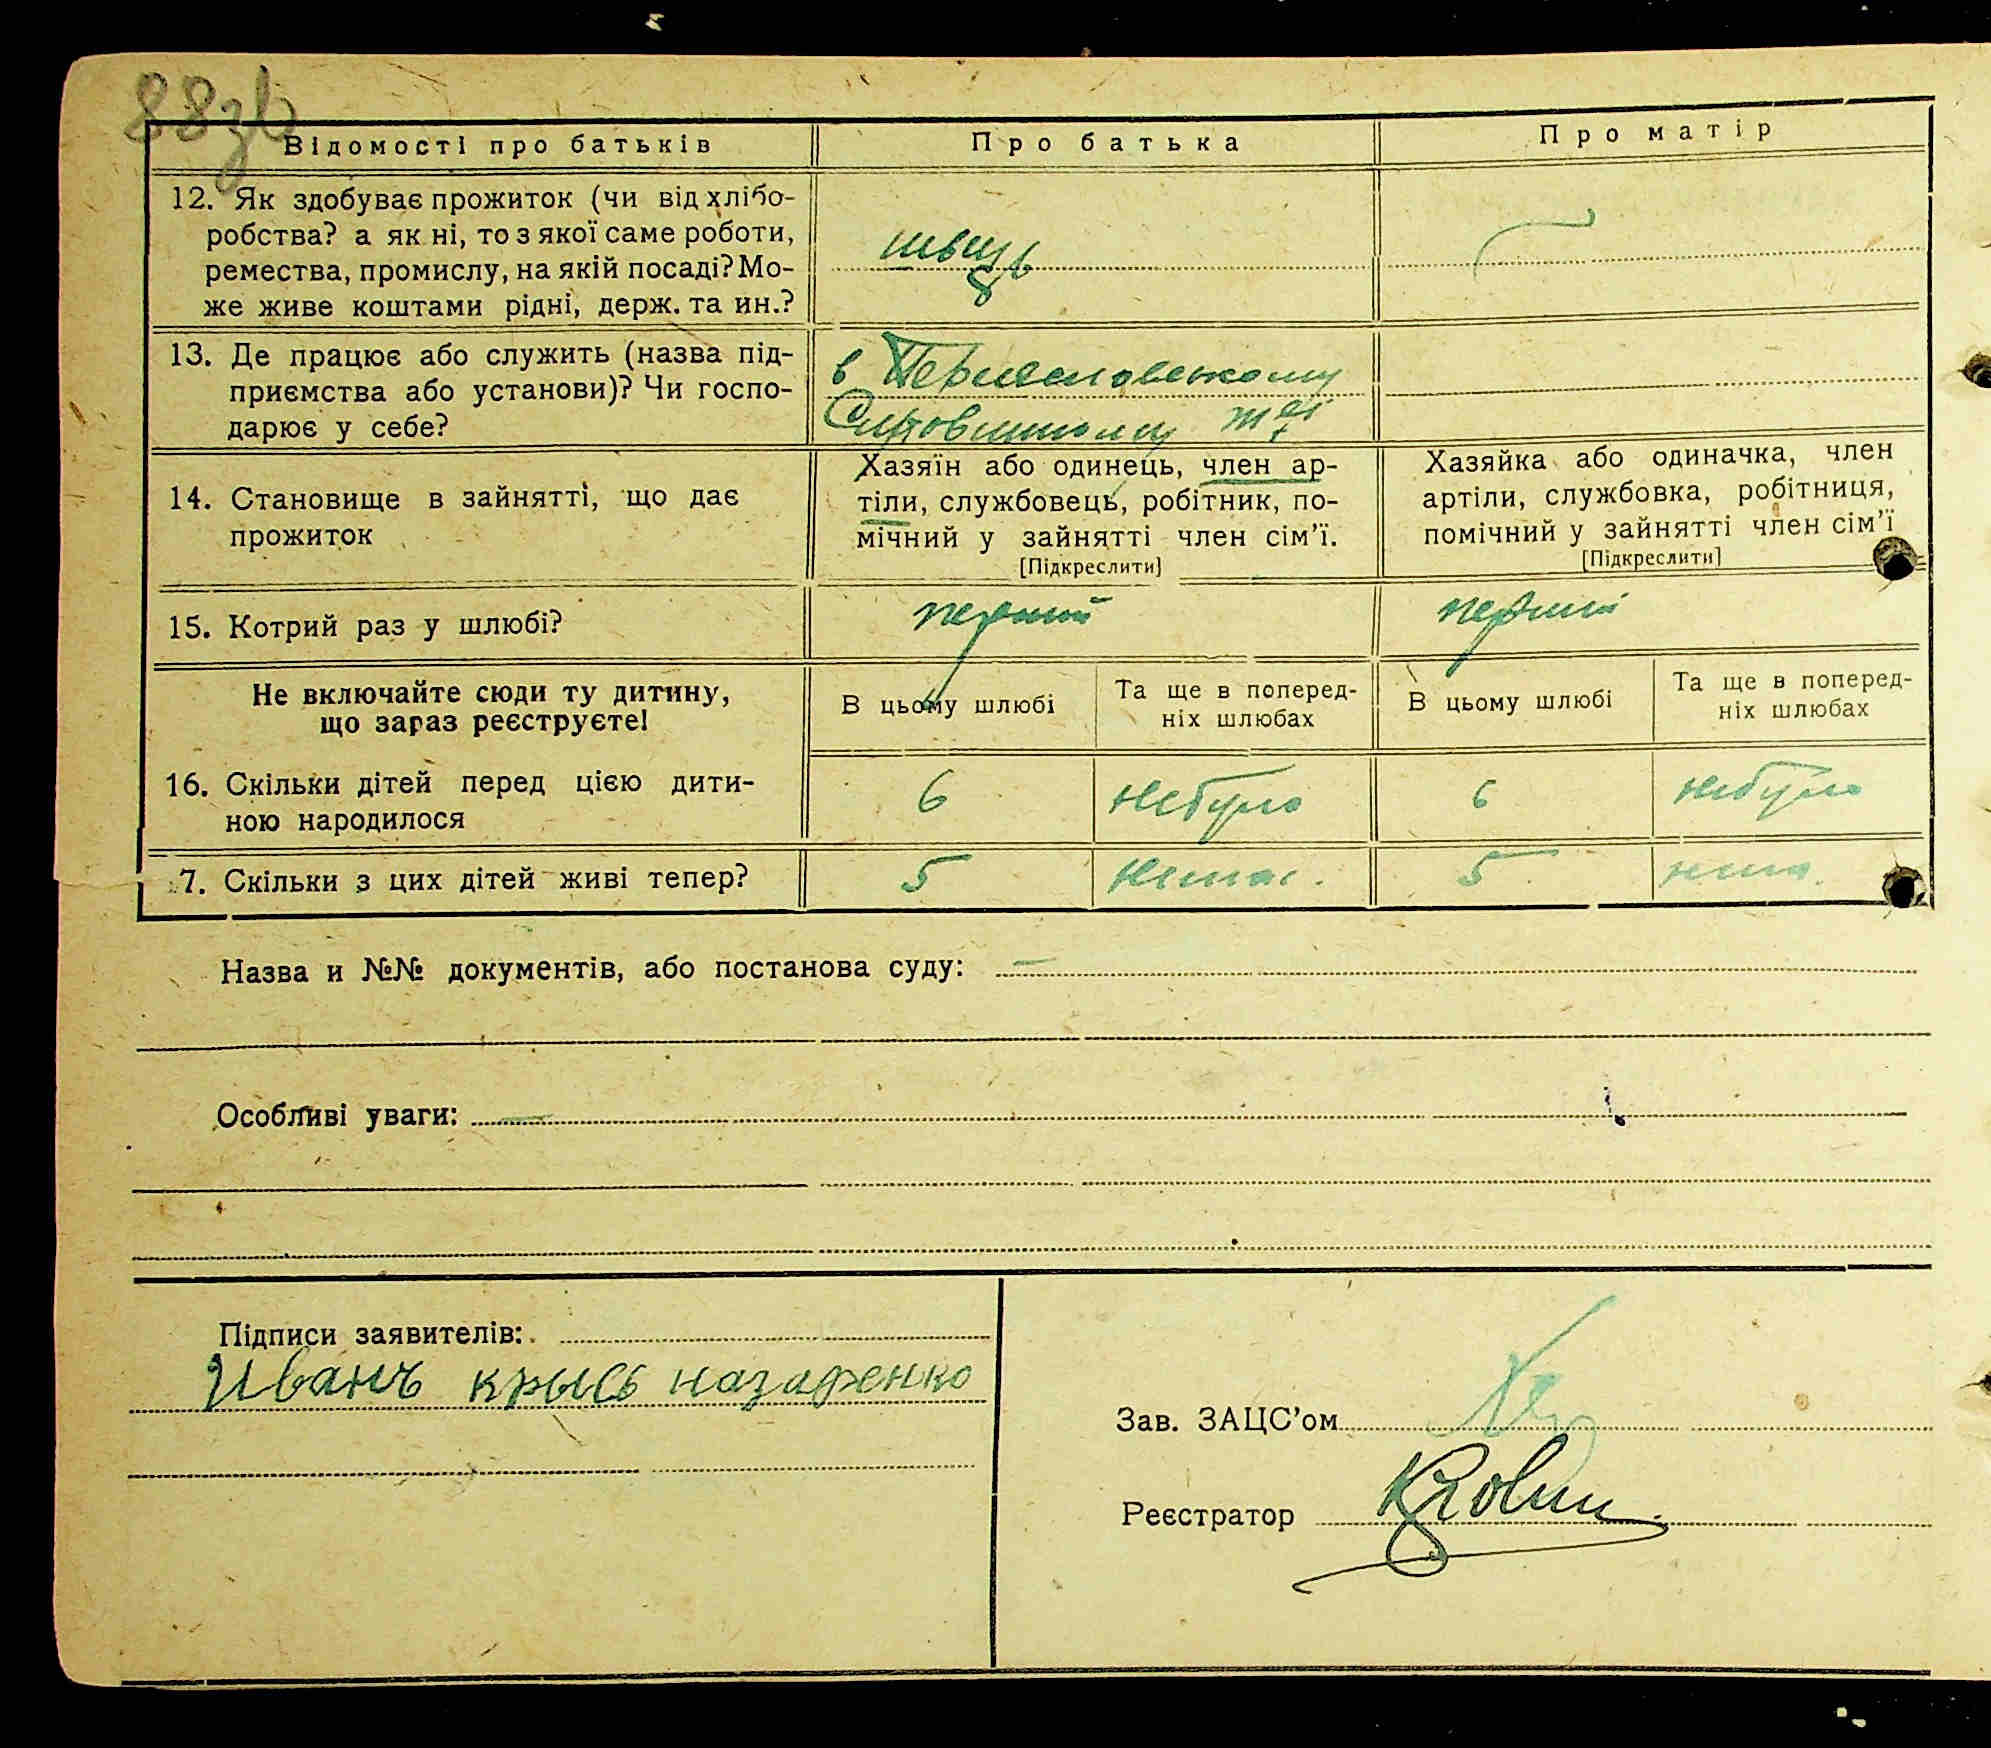 88зв
Відомості про батьків
Про батька
Про матір
12. Як здобуває прожиток (чи від хлібо-
робства? а як ні, то з якої саме роботи,
ремества, промислу, на якій посаді? Мо-
же живе коштами рідні, держ. та ин.?
швець
13. Де працює або служить (назва під-
приємства або установи)? Чи госпо-
дарює у себе?
в Переяславському
14. Становище в зайнятті, що дає
прожиток
Хазяїн або одинець, член ар-
тіли, службовець, робітник, по-
мічний у зайнятті член сім'ї.
[Підкреслити]
Хазяйка або одиначка, член
артіли, службовка, робітниця,
помічний у зайнятті член сім'ї
[Підкреслити]
15. Котрий раз у шлюбі?
перший
перший
Не включайте сюди ту дитину,
що зараз реєструєте!
В цьому шлюбі
Та ще в поперед-
ніх шлюбах
В цьому шлюбі
Та ще в поперед-
ніх шлюбах
16. Скільки дітей перед цією дити-
ною народилося
6
небуло
6
небуло
7. Скільки з цих дітей живі тепер?
5
немає.
5
нема.
Назва и №№ документів, або постанова суду: —
Особливі уваги: —
Підписи заявителів:
Иванъ крысь назаренко
Зав. ЗАЦС'ом
Реєстратор